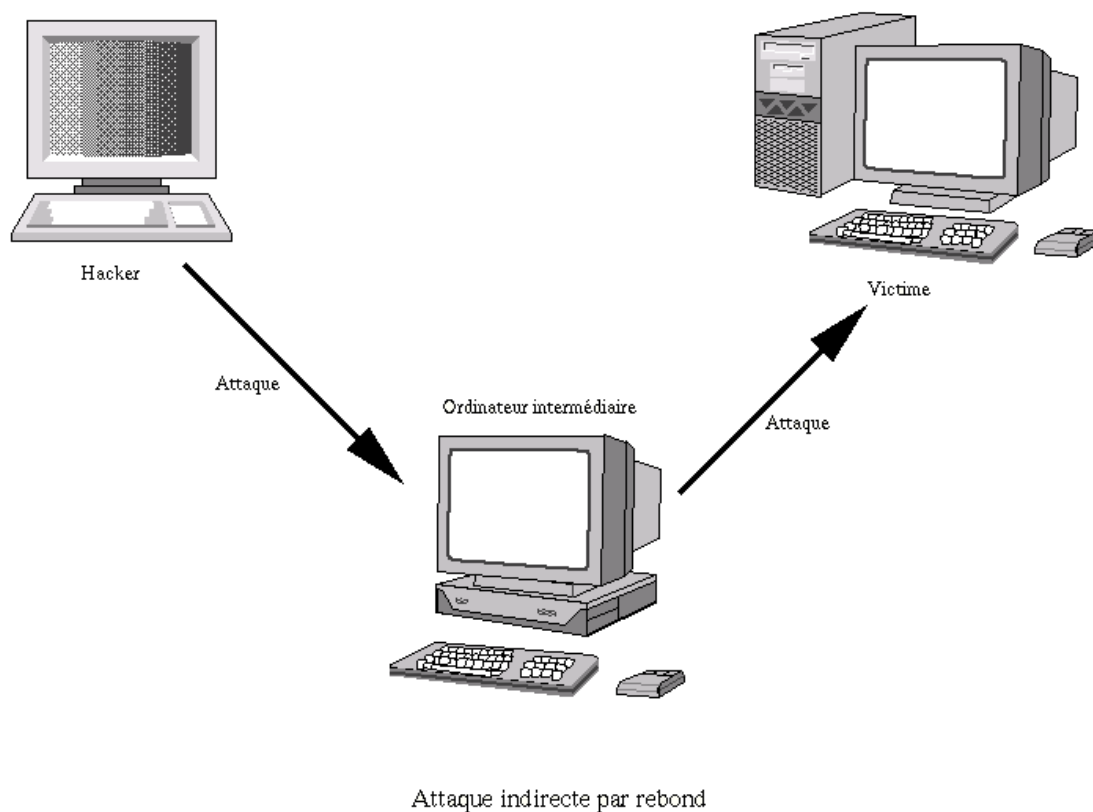 Hacker
Victime
Attaque
Ordinateur intermédiaire
Attaque
Attaque indirecte par rebond